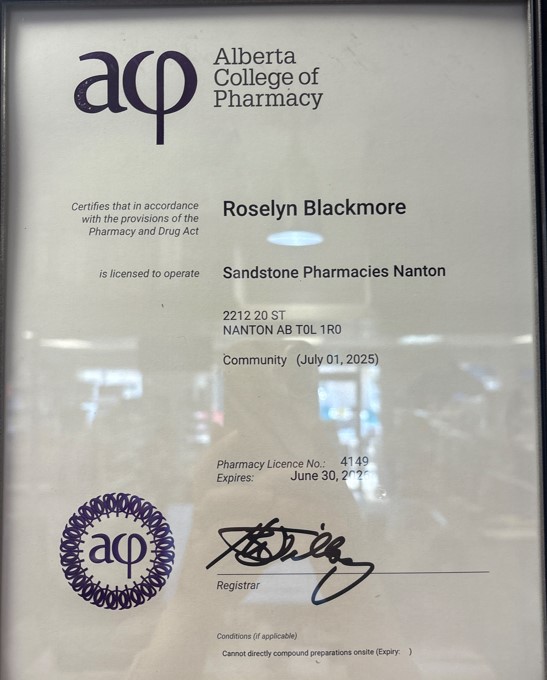 acp
Alberta
College of
Pharmacy
Certifies that in accordance
with the provisions of the
Pharmacy and Drug Act
Roselyn Blackmore
is licensed to operate
Sandstone Pharmacies Nanton
2212 20 ST
NANTON AB T0L 1R0
Community (July 01, 2025)
Pharmacy Licence No.: 4149
Expires: June 30,
acp
Registrar
Conditions (if applicable)
Cannot directly compound preparations onsite (Expiry: )